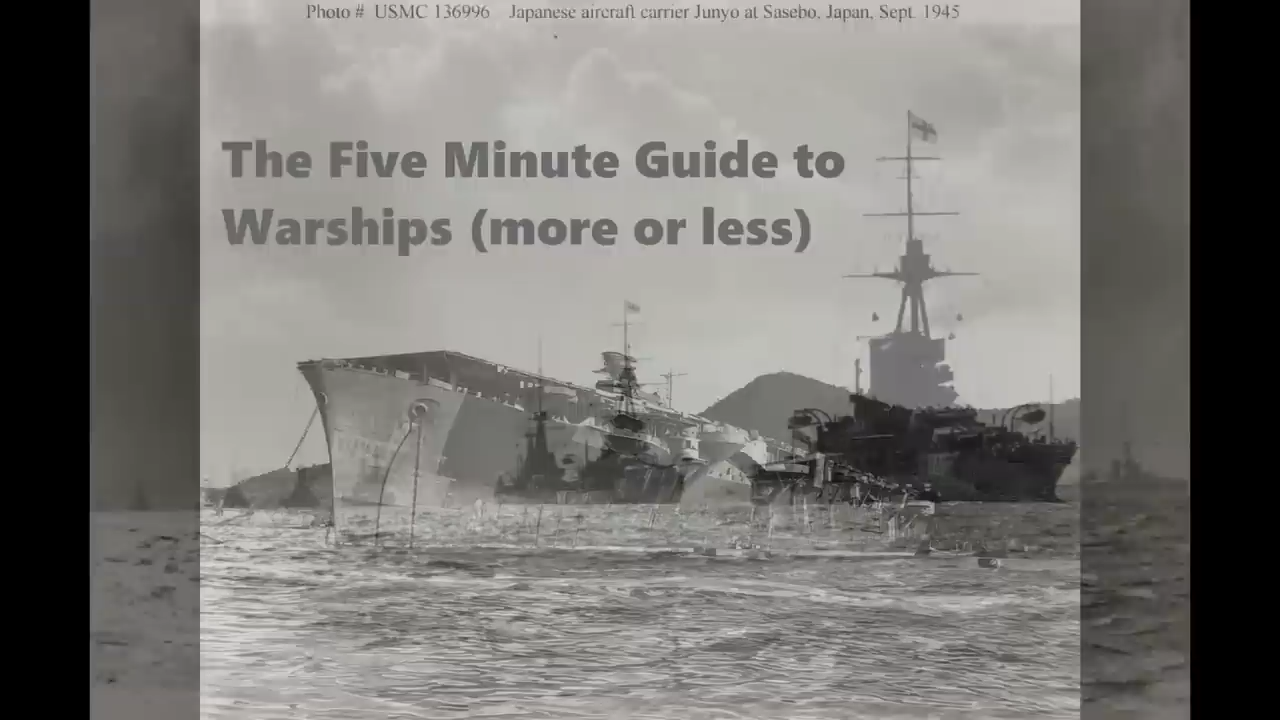 Photo # USMC 136996 Japanese aircraft carrier Junyo at Sasebo, Japan, Sept. 1945
The Five Minute Guide to
Warships (more or less)